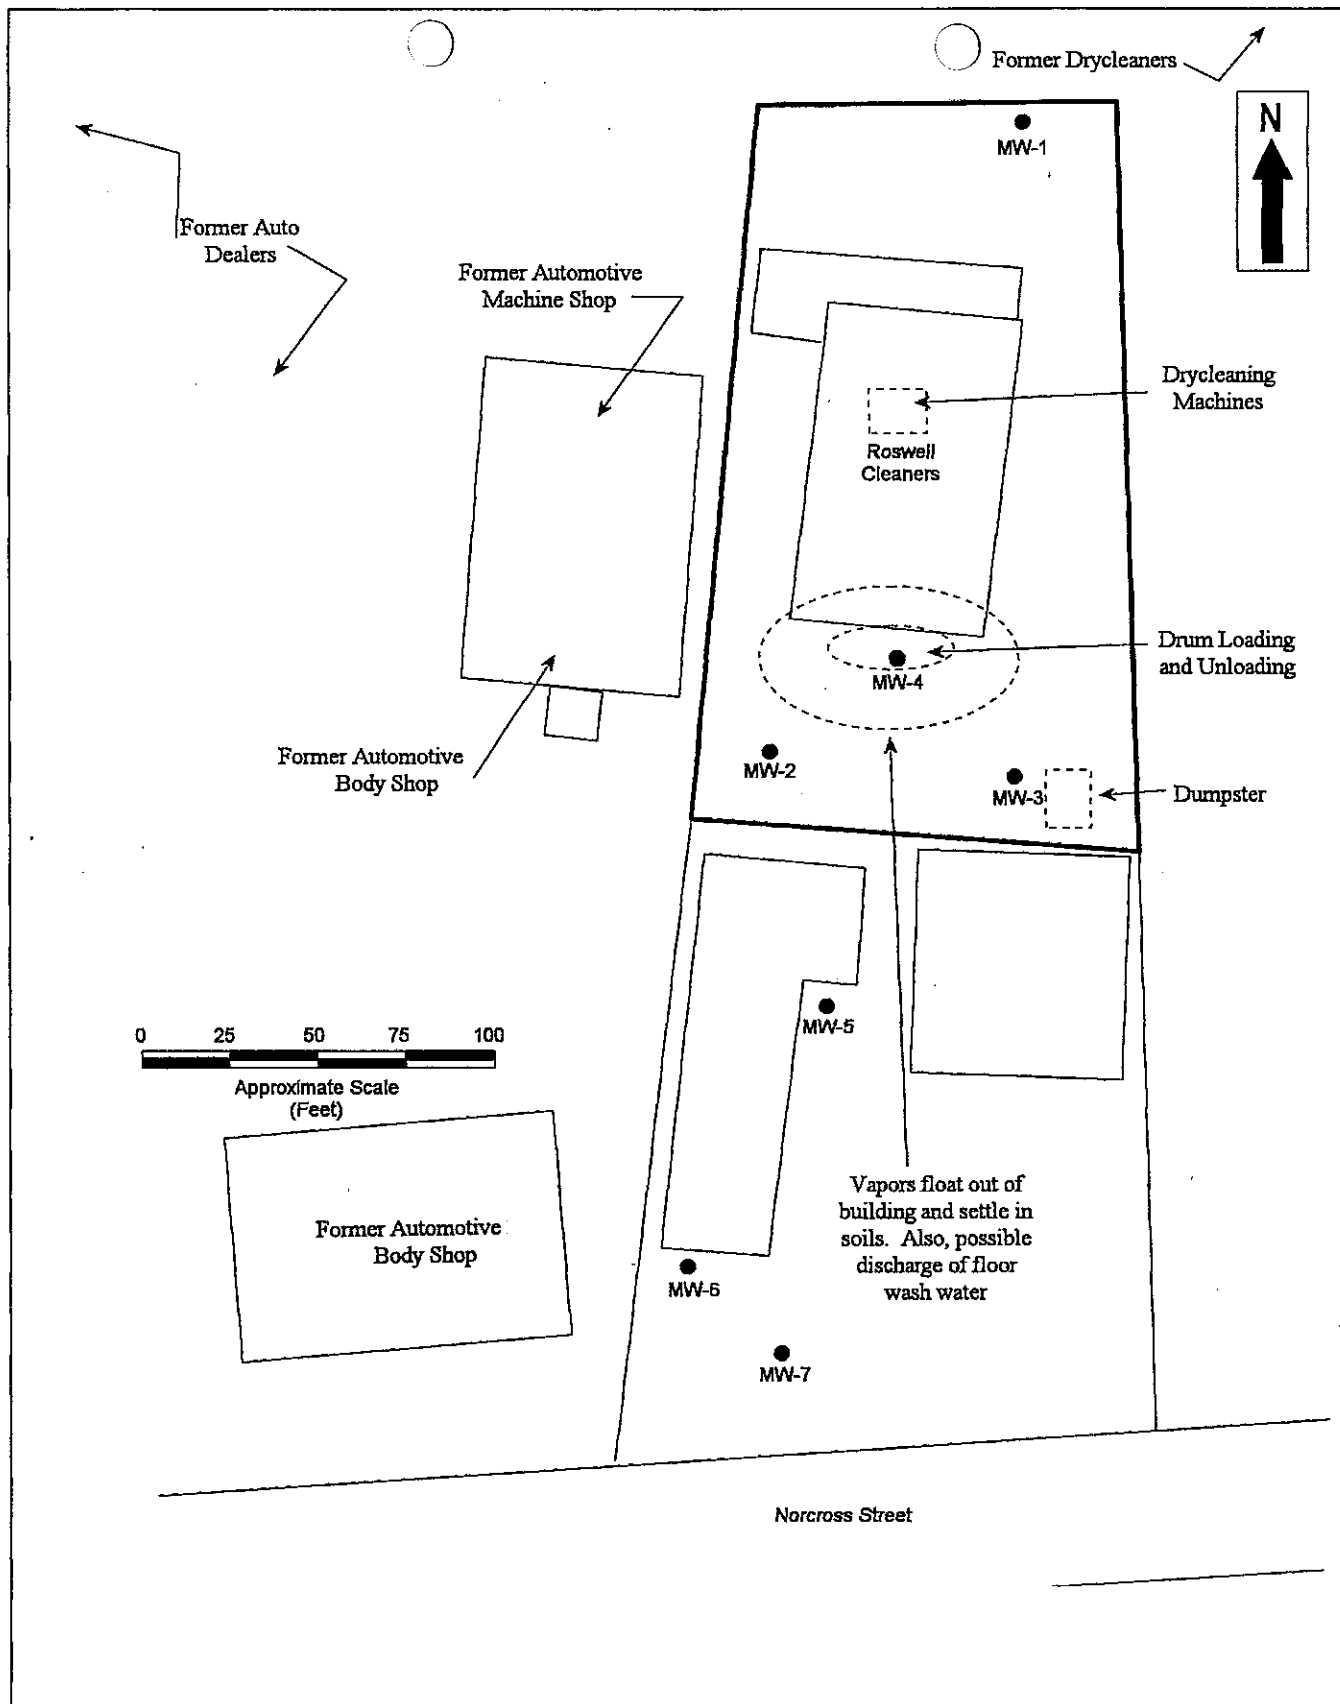 Former Drycleaners
N
MW-1
Former Auto
Dealers
Former Automotive
Machine Shop
Drycleaning
Machines
Roswell
Cleaners
Drum Loading
and Unloading
MW-4
Former Automotive
Body Shop
MW-2
MW-3
Dumpster
MW-5
0 25 50 75 100
Approximate Scale
(Feet)
Vapors float out of
building and settle in
soils. Also, possible
discharge of floor
wash water
Former Automotive
Body Shop
MW-6
MW-7
Norcross Street